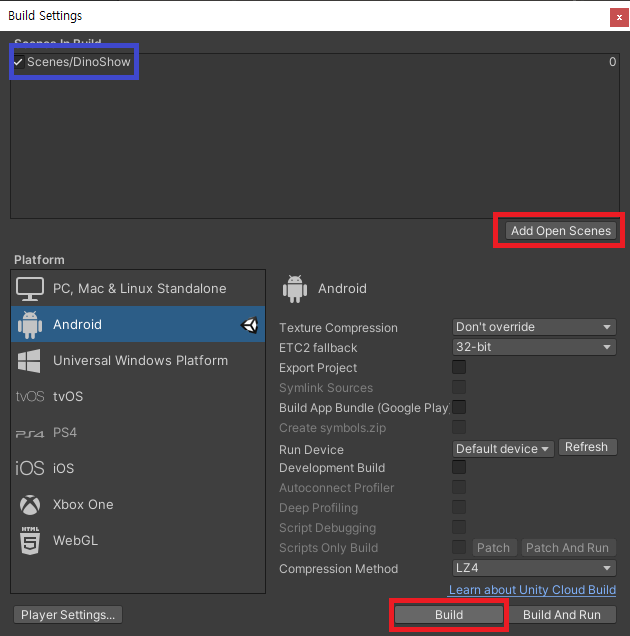 Build Settings
x
Scenes In Build
Scenes/DinoShow 0
Add Open Scenes
Platform
PC, Mac & Linux Standalone
Android
Universal Windows Platform
tvOS tvOS
PS4 PS4
iOS iOS
Xbox One
HTML 5 WebGL
Android
Texture Compression Don't override
ETC2 fallback 32-bit
Export Project
Symlink Sources
Build App Bundle (Google Play
Create symbols.zip
Run Device Default device Refresh
Development Build
Autoconnect Profiler
Deep Profiling
Script Debugging
Scripts Only Build Patch Patch And Run
Compression Method LZ4
Learn about Unity Cloud Build
Player Settings... Build Build And Run